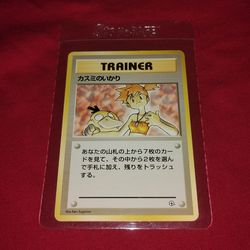 TRAINER
カスミのいかり
あなたの山札の上から7枚のカー
ドを見て、その中から2枚を選ん
で手札に加え、残りをトラッシュ
する。